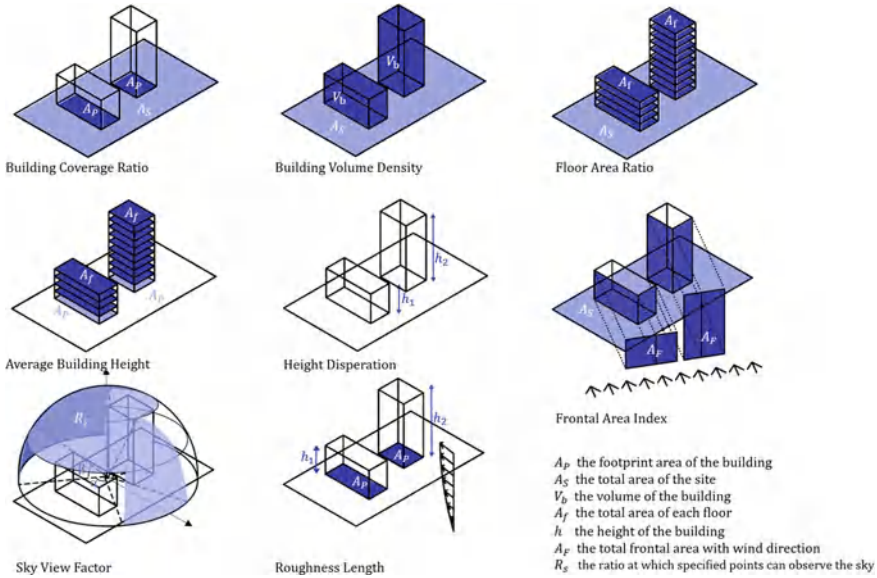 A_f
A_P
A_P
A_S
Building Coverage Ratio
V_b
V_b
A_S
Building Volume Density
A_f
A_f
A_S
Floor Area Ratio
A_f
A_f
A_P
A_P
Average Building Height
h_2
h_1
Height Disperation
A_S
A_F
A_F
Frontal Area Index
Sky View Factor
h_2
h_1
A_P
A_P
Roughness Length
A_P the footprint area of the building
A_S the total area of the site
V_b the volume of the building
A_f the total area of each floor
h the height of the building
A_F the total frontal area with wind direction
R_s the ratio at which specified points can observe the sky